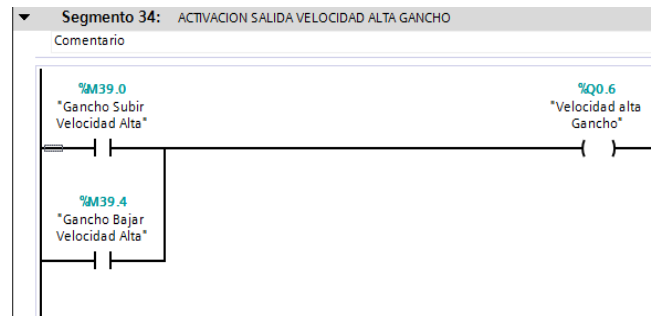 Segmento 34: ACTIVACION SALIDA VELOCIDAD ALTA GANCHO
Comentario
%M39.0
"Gancho Subir
Velocidad Alta"
%Q0.6
"Velocidad alta
Gancho"
%M39.4
"Gancho Bajar
Velocidad Alta"